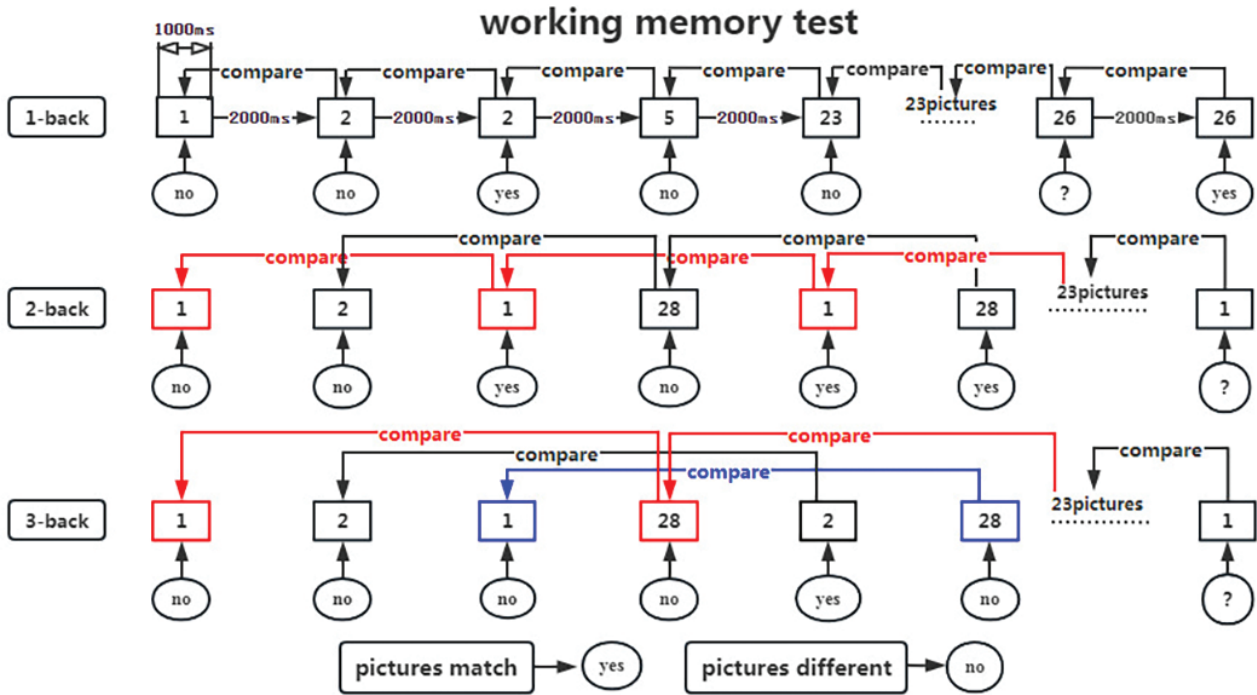 working memory test
1000ms
compare compare compare compare compare compare compare
1-back 1 2000ms 2 2000ms 2 2000ms 5 2000ms 23 23pictures 26 2000ms 26
no no yes no no ? yes
compare compare compare
compare compare compare
2-back 1 2 1 28 1 28 23pictures 1
no no yes no yes yes ?
compare compare
compare compare
compare
3-back 1 2 1 28 2 28 23pictures 1
no no no no yes no ?
pictures match yes pictures different no